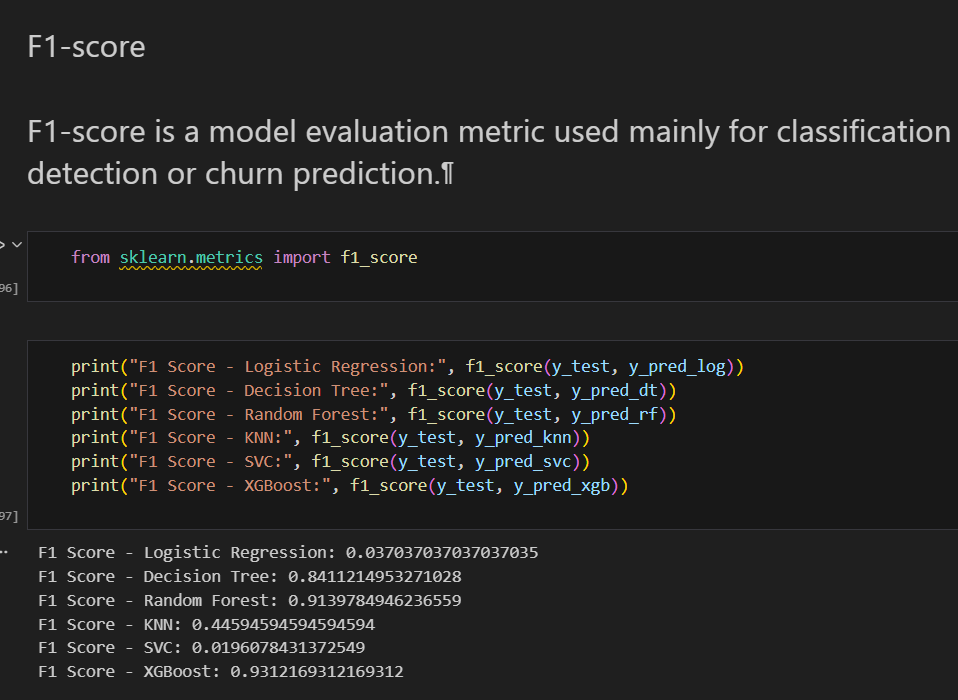 F1-score
F1-score is a model evaluation metric used mainly for classification
detection or churn prediction.¶
from sklearn.metrics import f1_score
96]
print("F1 Score - Logistic Regression:", f1_score(y_test, y_pred_log))
print("F1 Score - Decision Tree:", f1_score(y_test, y_pred_dt))
print("F1 Score - Random Forest:", f1_score(y_test, y_pred_rf))
print("F1 Score - KNN:", f1_score(y_test, y_pred_knn))
print("F1 Score - SVC:", f1_score(y_test, y_pred_svc))
print("F1 Score - XGBoost:", f1_score(y_test, y_pred_xgb))
97]
F1 Score - Logistic Regression: 0.037037037037037035
F1 Score - Decision Tree: 0.8411214953271028
F1 Score - Random Forest: 0.9139784946236559
F1 Score - KNN: 0.44594594594594594
F1 Score - SVC: 0.0196078431372549
F1 Score - XGBoost: 0.9312169312169312